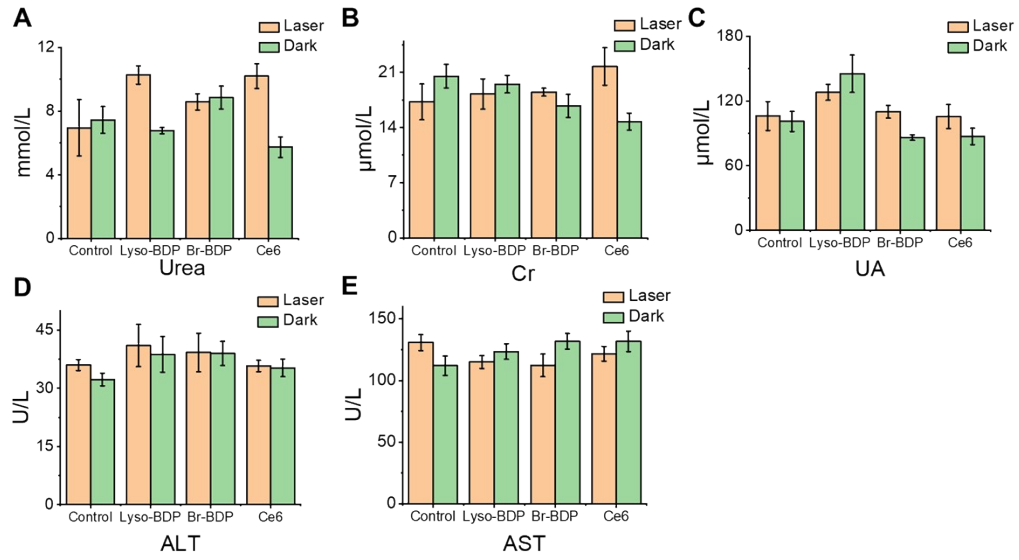 A
Laser
Dark
12
8
4
0
mmol/L
Control Lyso-BDP Br-BDP Ce6
Urea
B
Laser
Dark
21
14
7
0
µmol/L
Control Lyso-BDP Br-BDP Ce6
Cr
C
Laser
Dark
180
120
60
0
µmol/L
Control Lyso-BDP Br-BDP Ce6
UA
D
Laser
Dark
45
30
15
0
U/L
Control Lyso-BDP Br-BDP Ce6
ALT
E
Laser
Dark
150
100
50
0
U/L
Control Lyso-BDP Br-BDP Ce6
AST